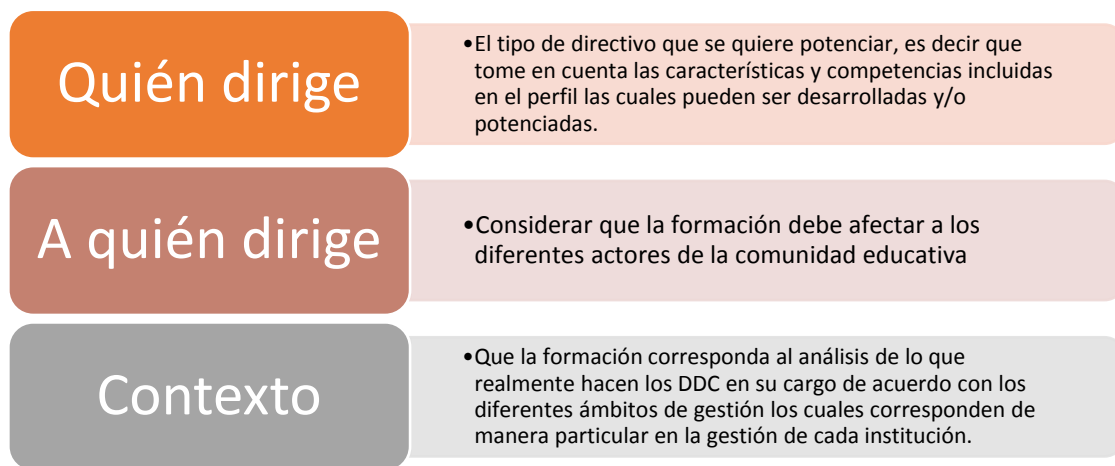 Quién dirige
•El tipo de directivo que se quiere potenciar, es decir que
tome en cuenta las características y competencias incluidas
en el perfil las cuales pueden ser desarrolladas y/o
potenciadas.
A quién dirige
•Considerar que la formación debe afectar a los
diferentes actores de la comunidad educativa
Contexto
•Que la formación corresponda al análisis de lo que
realmente hacen los DDC en su cargo de acuerdo con los
diferentes ámbitos de gestión los cuales corresponden de
manera particular en la gestión de cada institución.